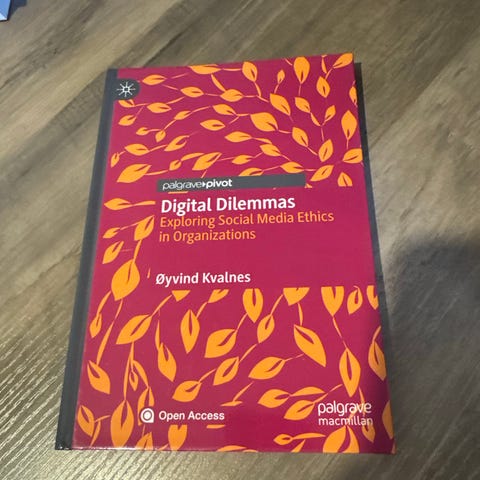 palgrave▸pivot
Digital Dilemmas
Exploring Social Media Ethics
in Organizations
Øyvind Kvalnes
Open Access
palgrave
macmillan